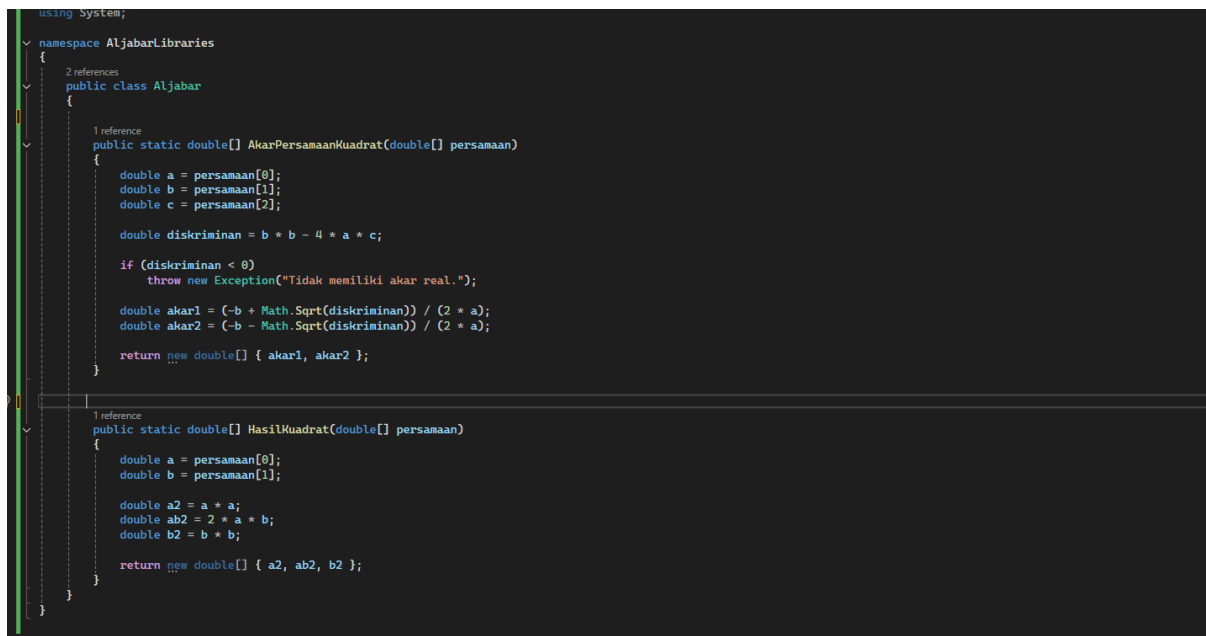 using System;
namespace AljabarLibraries
{
2 references
public class Aljabar
{
1 reference
public static double[] AkarPersamaanKuadrat(double[] persamaan)
{
double a = persamaan[0];
double b = persamaan[1];
double c = persamaan[2];
double diskriminan = b * b - 4 * a * c;
if (diskriminan < 0)
throw new Exception("Tidak memiliki akar real.");
double akar1 = (-b + Math.Sqrt(diskriminan)) / (2 * a);
double akar2 = (-b - Math.Sqrt(diskriminan)) / (2 * a);
return new double[] { akar1, akar2 };
}
1 reference
public static double[] HasilKuadrat(double[] persamaan)
{
double a = persamaan[0];
double b = persamaan[1];
double a2 = a * a;
double ab2 = 2 * a * b;
double b2 = b * b;
return new double[] { a2, ab2, b2 };
}
}
}